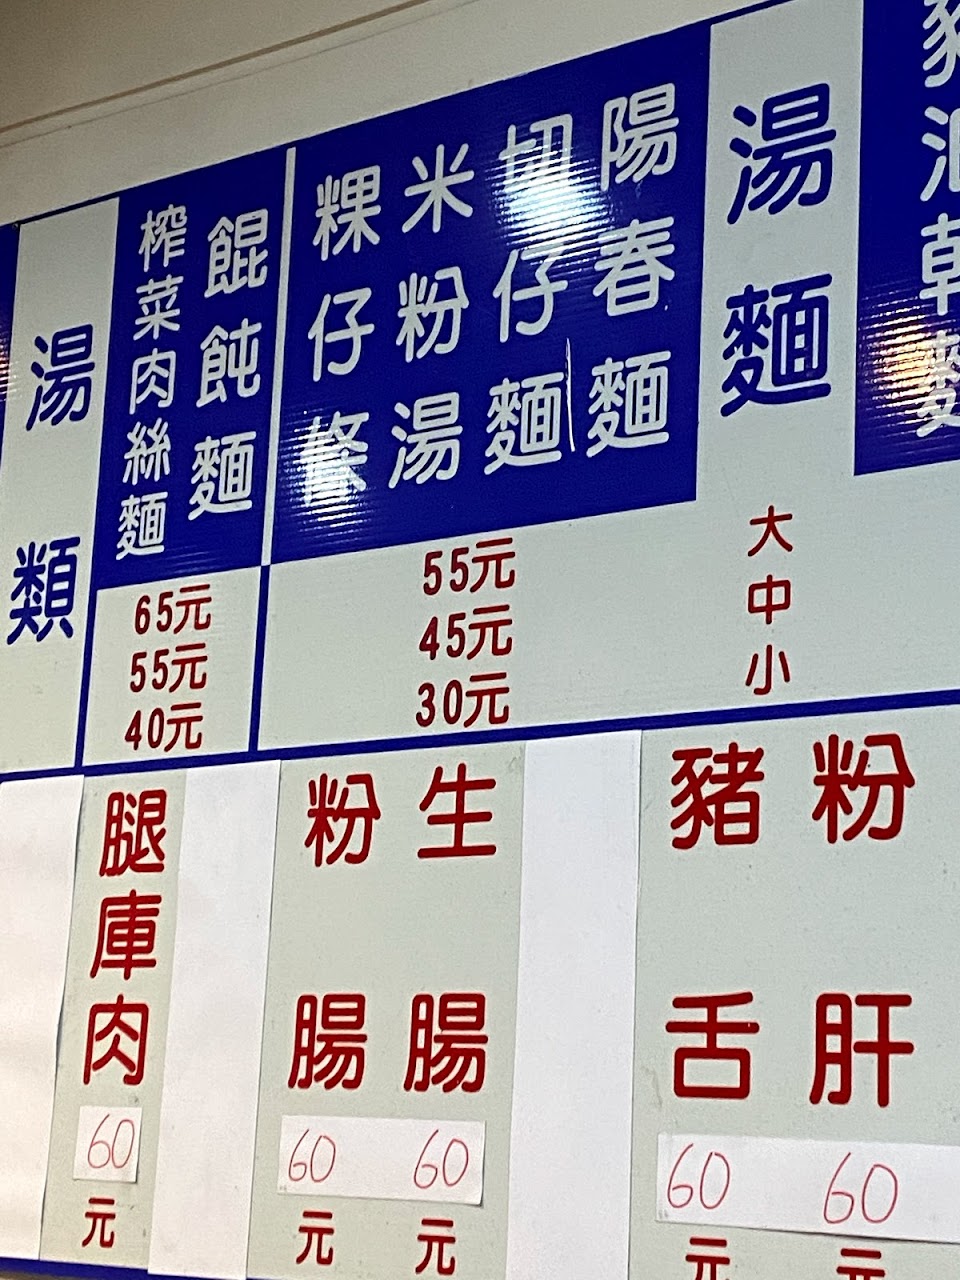 湯麵
大
中
小
陽春麵
切仔麵
米粉湯
粿仔條
55元
45元
30元
餛飩麵
榨菜肉絲麵
65元
55元
40元
湯類
粉肝
60
元
豬舌
60
元
生腸
60
元
粉腸
60
元
腿庫肉
60
元